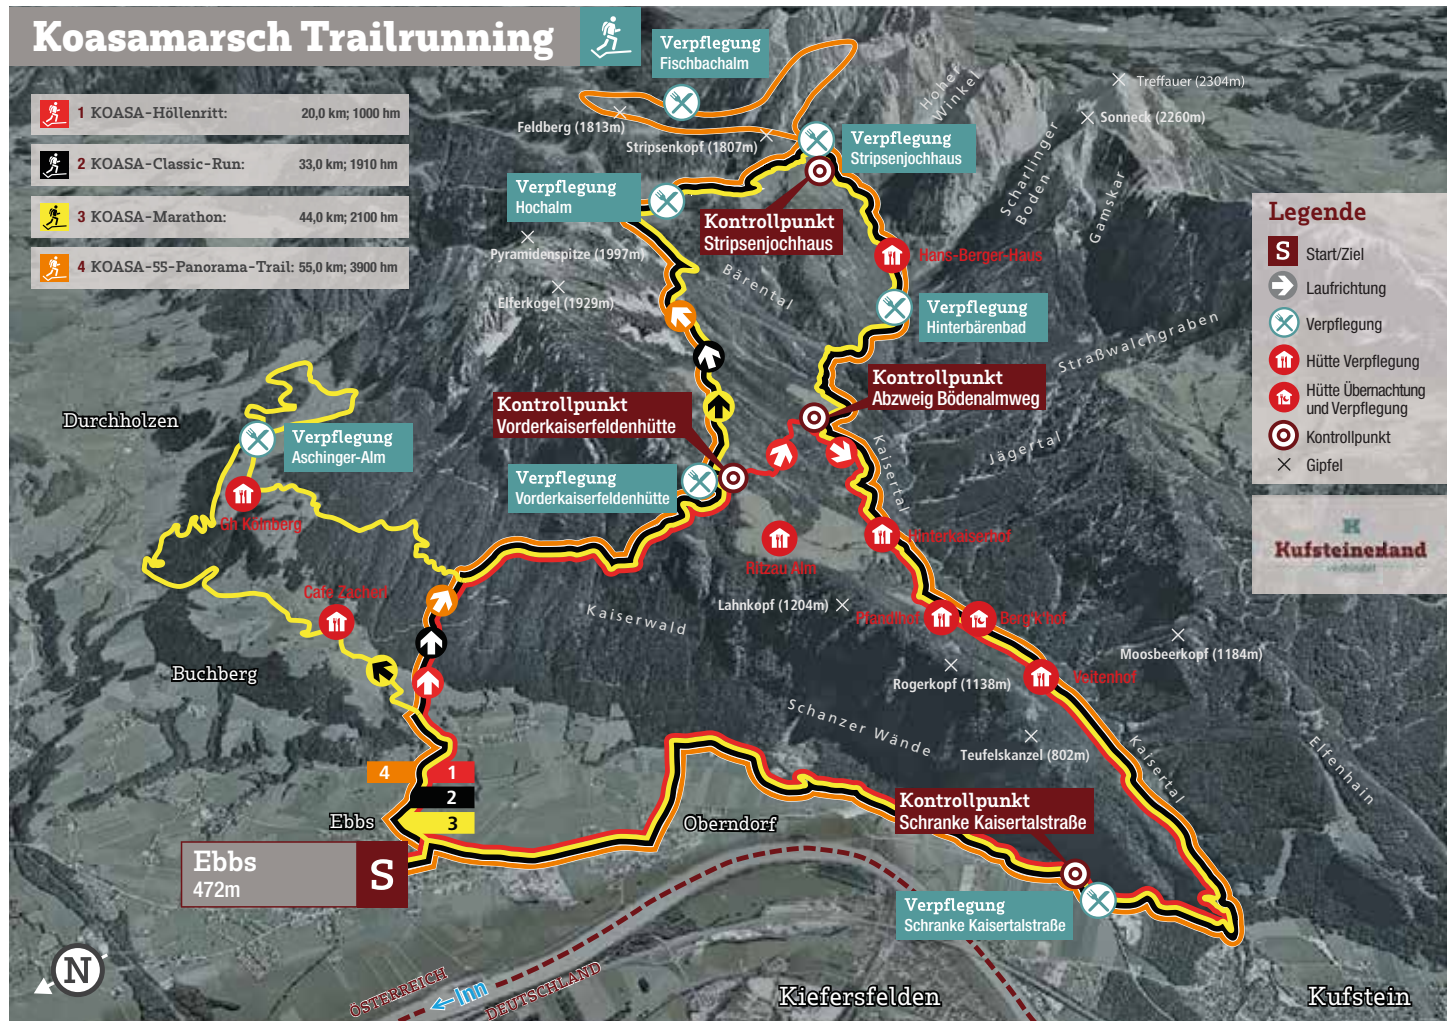 Koasamarsch Trailrunning
1 KOASA-Höllenritt: 20,0 km; 1000 hm
2 KOASA-Classic-Run: 33,0 km; 1910 hm
3 KOASA-Marathon: 44,0 km; 2100 hm
4 KOASA-55-Panorama-Trail: 55,0 km; 3900 hm
Verpflegung
Fischbachalm
Feldberg (1813m)
Stripsenkopf (1807m)
Verpflegung
Stripsenjochhaus
Hoher
Winkel
Treffauer (2304m)
Sonneck (2260m)
Scharlinger
Boden
Gamskar
Verpflegung
Hochalm
Kontrollpunkt
Stripsenjochhaus
Pyramidenspitze (1997m)
Elferkogel (1929m)
Bärental
Hans-Berger-Haus
Verpflegung
Hinterbärenbad
Straßwalchgraben
Legende
S Start/Ziel
Laufrichtung
Verpflegung
Hütte Verpflegung
Hütte Übernachtung
und Verpflegung
Kontrollpunkt
Gipfel
Kufsteinerland
verbindet
Kontrollpunkt
Abzweig Bödenalmweg
Kontrollpunkt
Vorderkaiserfeldenhütte
Verpflegung
Vorderkaiserfeldenhütte
Durchholzen
Verpflegung
Aschinger-Alm
Gh Kölnberg
Cafe Zacherl
Buchberg
Kaisertal
Jägertal
Hinterkaiserhof
Ritzau Alm
Lahnkopf (1204m)
Kaiserwald
Pfandlhof
Berg'k'hof
Moosbeerkopf (1184m)
Rogerkopf (1138m)
Veitenhof
Schanzer Wände
Teufelskanzel (802m)
Kaisertal
Elfenhain
4
1
2
3
Ebbs
Oberndorf
Ebbs
472m
S
Kontrollpunkt
Schranke Kaisertalstraße
Verpflegung
Schranke Kaisertalstraße
N
ÖSTERREICH
Inn
DEUTSCHLAND
Kiefersfelden
Kufstein